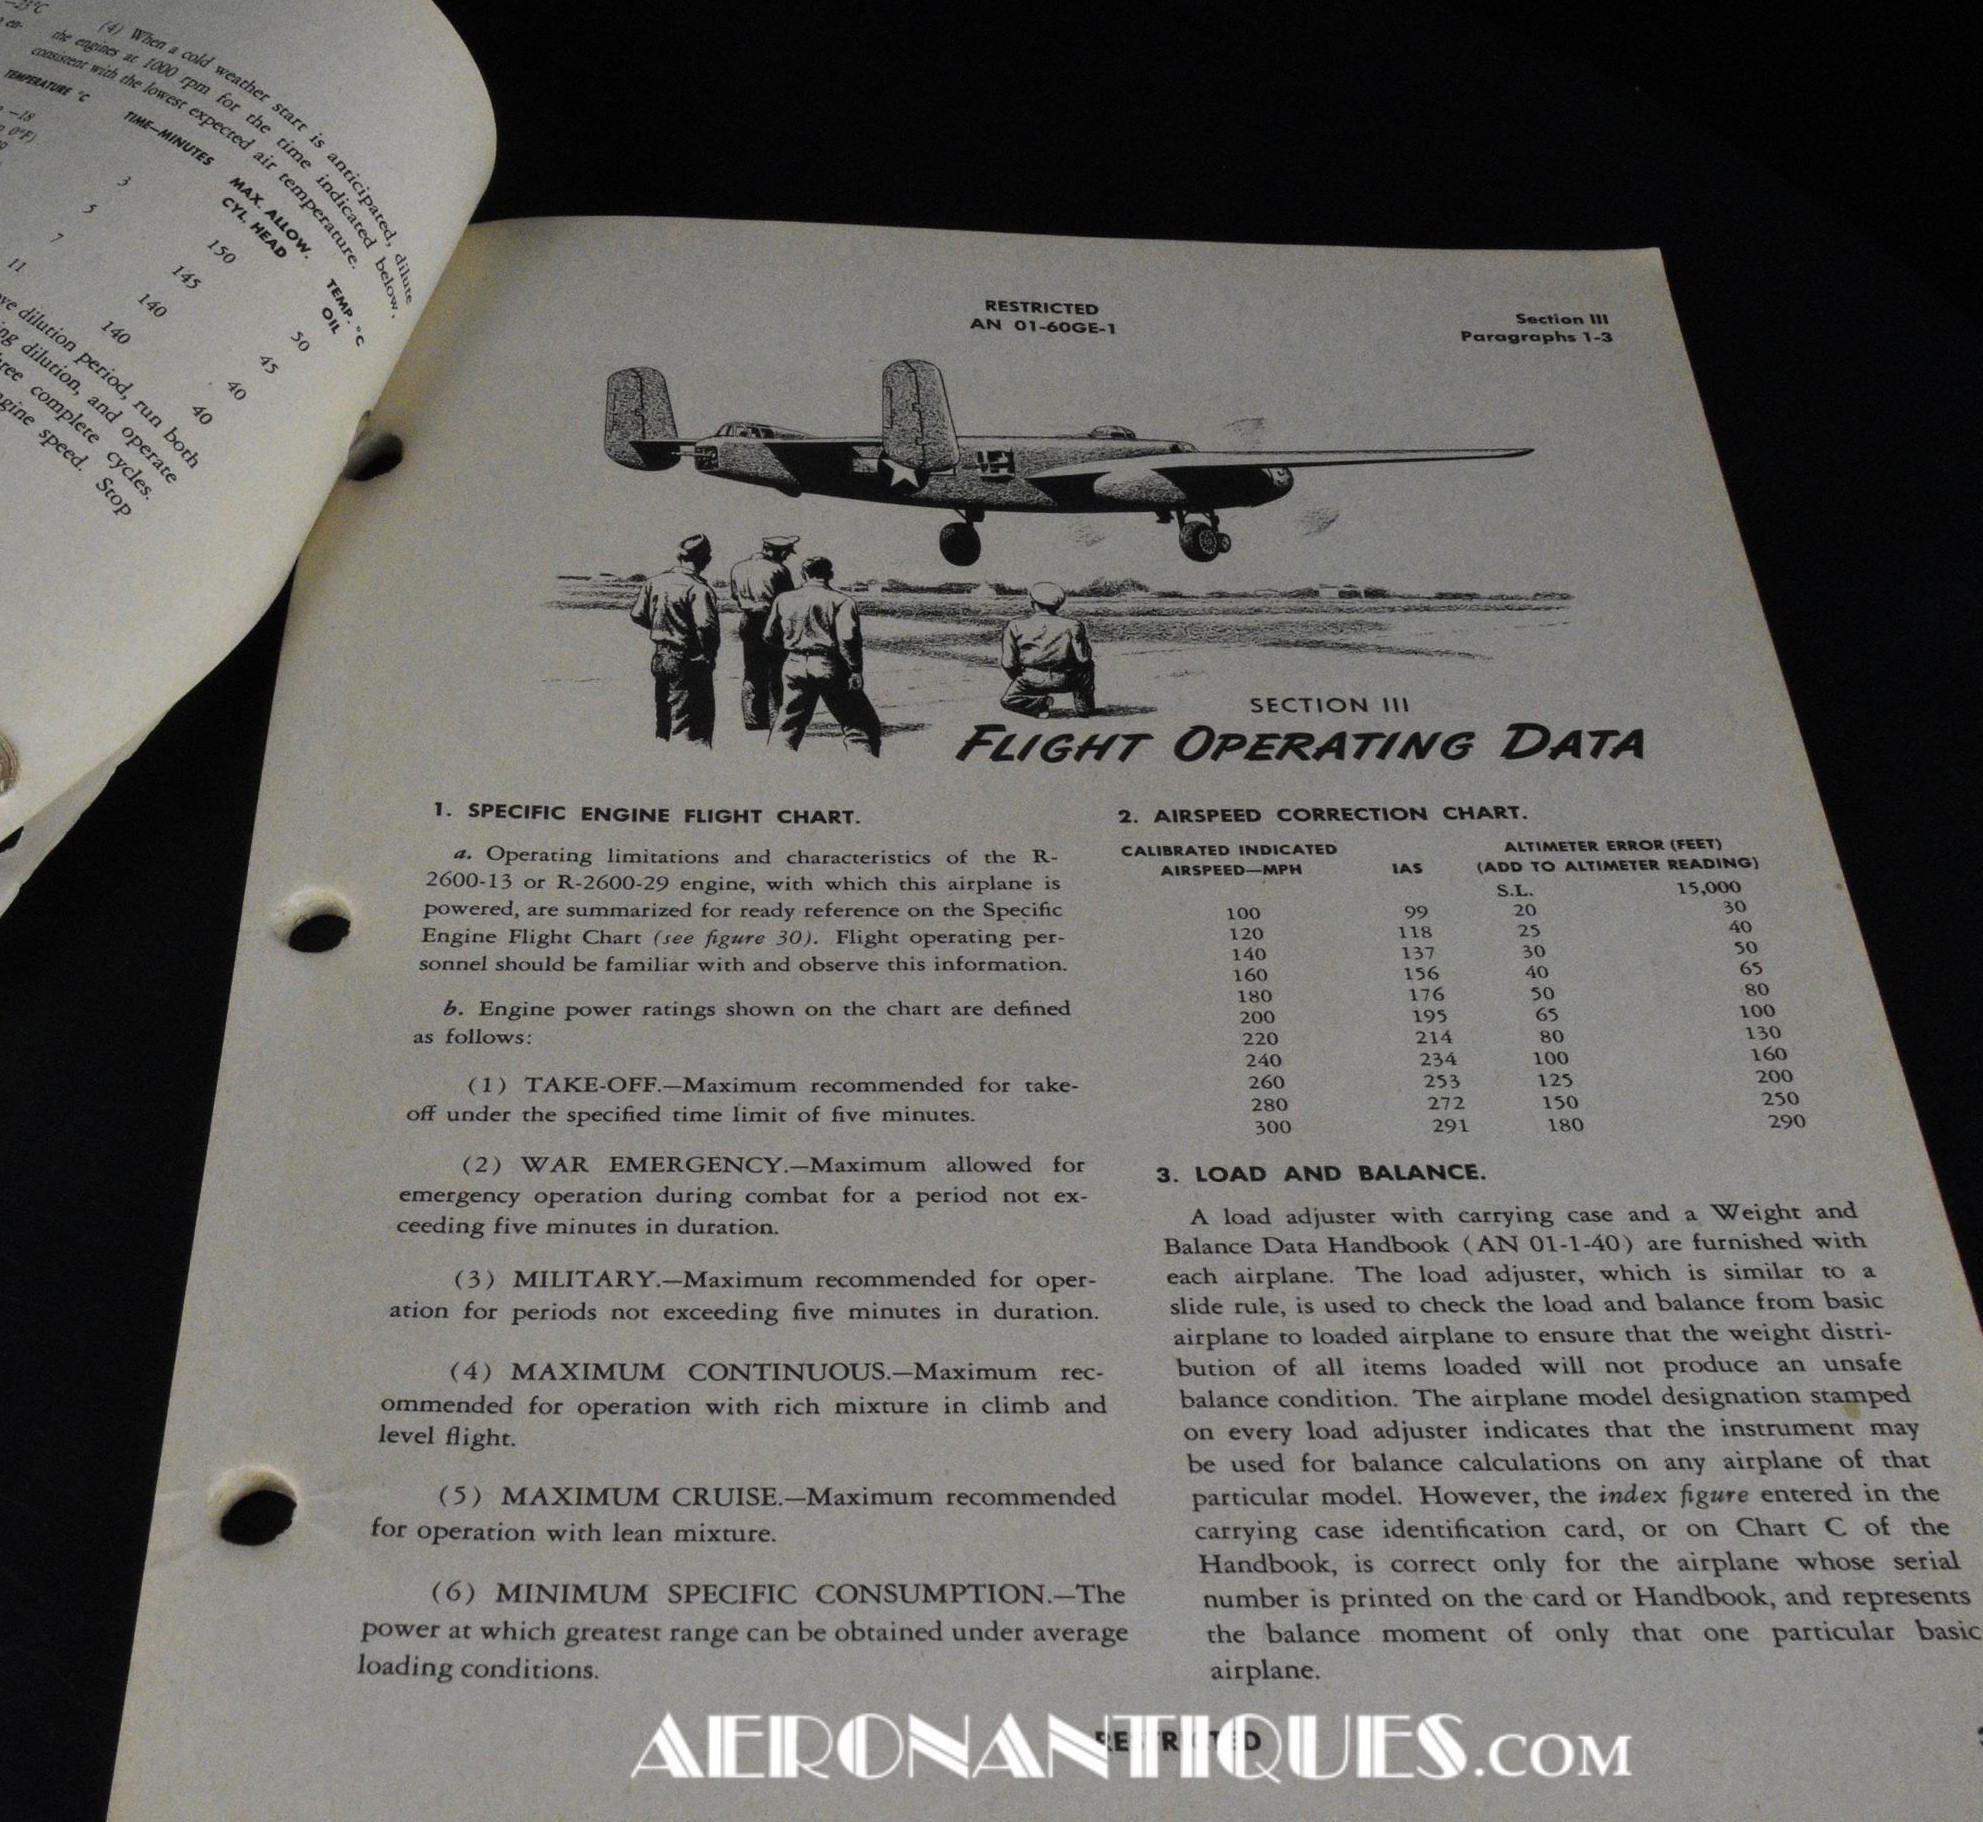 —23°C
(4) When a cold weather start is anticipated, dilute
the engines at 1000 rpm for the time indicated below,
consistent with the lowest expected air temperature.
TEMPERATURE °C
TIME—MINUTES
MAX. ALLOW. TEMP. °C
CYL. HEAD OIL
—18
0°F)
3 150 50
5 145 45
7 140 40
11 140 40
dilution period, run both
dilution, and operate
complete cycles.
speed. Stop
RESTRICTED
AN 01-60GE-1
Section III
Paragraphs 1-3
SECTION III
FLIGHT OPERATING DATA
1. SPECIFIC ENGINE FLIGHT CHART.
a. Operating limitations and characteristics of the R-
2600-13 or R-2600-29 engine, with which this airplane is
powered, are summarized for ready reference on the Specific
Engine Flight Chart (see figure 30). Flight operating per-
sonnel should be familiar with and observe this information.
b. Engine power ratings shown on the chart are defined
as follows:
(1) TAKE-OFF.—Maximum recommended for take-
off under the specified time limit of five minutes.
(2) WAR EMERGENCY.—Maximum allowed for
emergency operation during combat for a period not ex-
ceeding five minutes in duration.
(3) MILITARY.—Maximum recommended for oper-
ation for periods not exceeding five minutes in duration.
(4) MAXIMUM CONTINUOUS.—Maximum rec-
ommended for operation with rich mixture in climb and
level flight.
(5) MAXIMUM CRUISE.—Maximum recommended
for operation with lean mixture.
(6) MINIMUM SPECIFIC CONSUMPTION.—The
power at which greatest range can be obtained under average
loading conditions.
2. AIRSPEED CORRECTION CHART.
CALIBRATED INDICATED ALTIMETER ERROR (FEET)
AIRSPEED—MPH IAS (ADD TO ALTIMETER READING)
S.L. 15,000
100 99 20 30
120 118 25 40
140 137 30 50
160 156 40 65
180 176 50 80
200 195 65 100
220 214 80 130
240 234 100 160
260 253 125 200
280 272 150 250
300 291 180 290
3. LOAD AND BALANCE.
A load adjuster with carrying case and a Weight and
Balance Data Handbook (AN 01-1-40) are furnished with
each airplane. The load adjuster, which is similar to a
slide rule, is used to check the load and balance from basic
airplane to loaded airplane to ensure that the weight distri-
bution of all items loaded will not produce an unsafe
balance condition. The airplane model designation stamped
on every load adjuster indicates that the instrument may
be used for balance calculations on any airplane of that
particular model. However, the index figure entered in the
carrying case identification card, or on Chart C of the
Handbook, is correct only for the airplane whose serial
number is printed on the card or Handbook, and represents
the balance moment of only that one particular basic
airplane.
RESTRICTED
AERONANTIQUES.COM